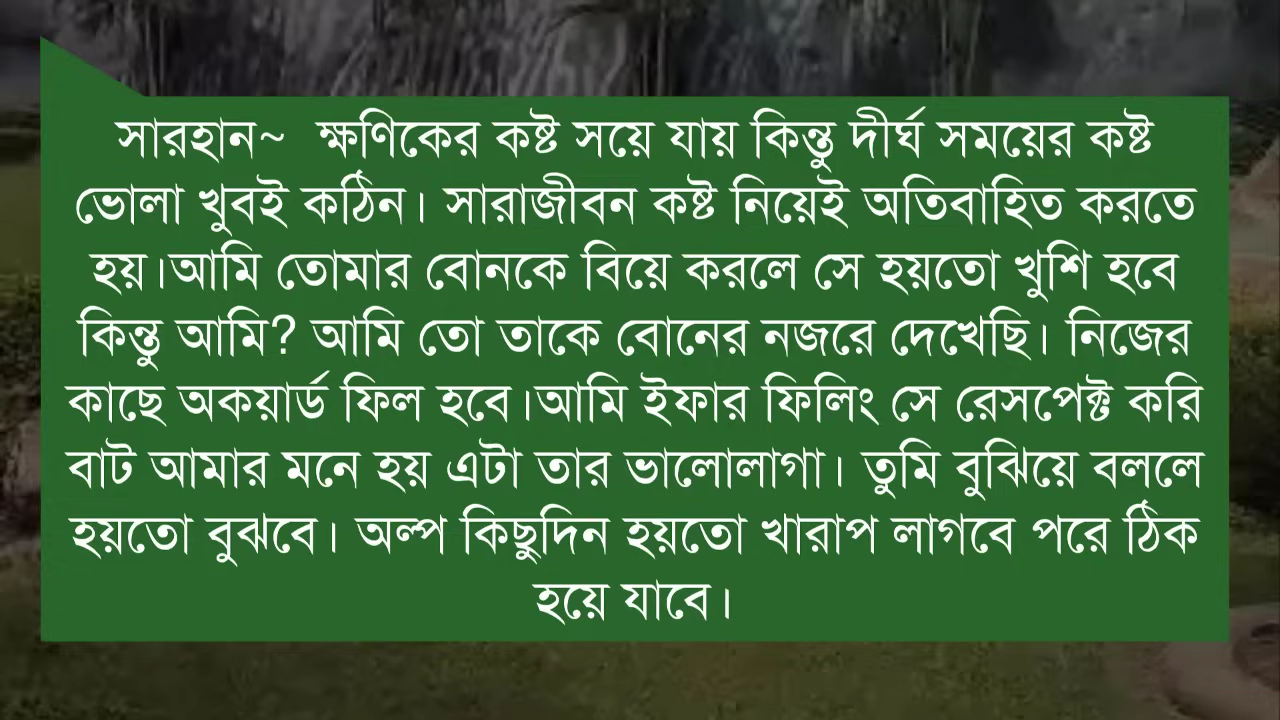 সারহান~ ক্ষণিকের কষ্ট সয়ে যায় কিন্তু দীর্ঘ সময়ের কষ্ট
ভোলা খুবই কঠিন। সারাজীবন কষ্ট নিয়েই অতিবাহিত করতে
হয়।আমি তোমার বোনকে বিয়ে করলে সে হয়তো খুশি হবে
কিন্তু আমি? আমি তো তাকে বোনের নজরে দেখেছি। নিজের
কাছে অকয়ার্ড ফিল হবে।আমি ইফার ফিলিং সে রেসপেক্ট করি
বাট আমার মনে হয় এটা তার ভালোলাগা। তুমি বুঝিয়ে বললে
হয়তো বুঝবে। অল্প কিছুদিন হয়তো খারাপ লাগবে পরে ঠিক
হয়ে যাবে।